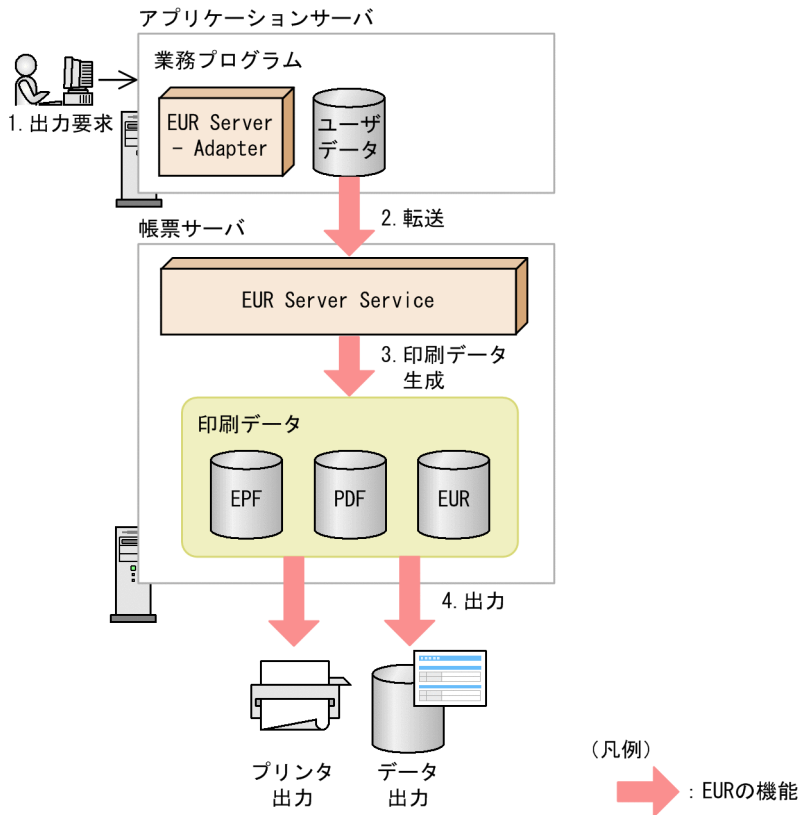 アプリケーションサーバ
業務プログラム
EUR Server
- Adapter
ユーザ
データ
1.出力要求
2.転送
帳票サーバ
EUR Server Service
3.印刷データ
生成
印刷データ
EPF
PDF
EUR
4.出力
プリンタ
出力
データ
出力
(凡例)
:EURの機能